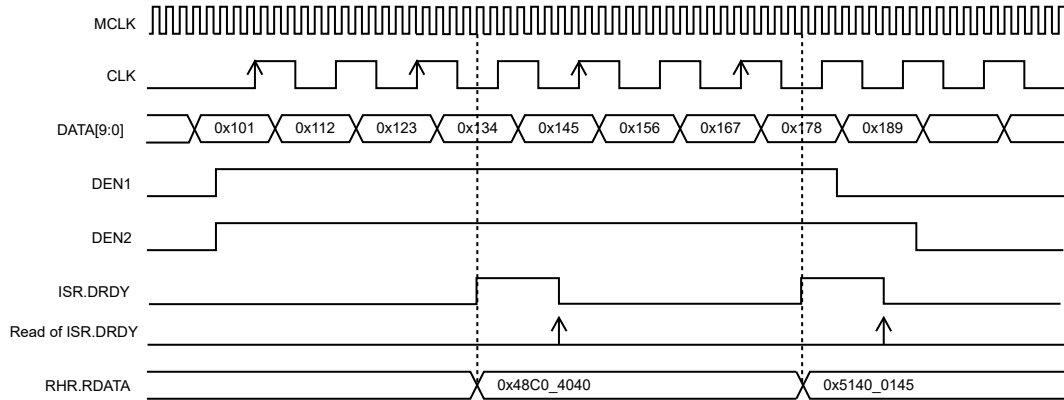 MCLK
CLK
DATA[9:0] 0x101 0x112 0x123 0x134 0x145 0x156 0x167 0x178 0x189
DEN1
DEN2
ISR.DRDY
Read of ISR.DRDY
RHR.RDATA 0x48C0_4040 0x5140_0145